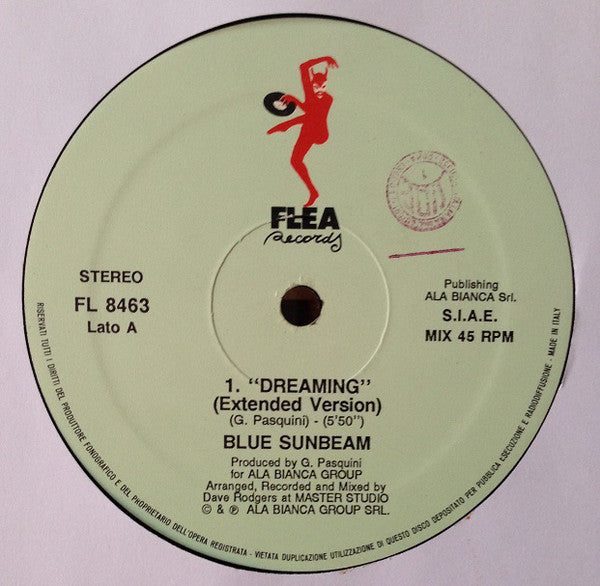 FLEA
Records
STEREO
FL 8463
Lato A
Publishing
ALA BIANCA Srl.
S.I.A.E.
MIX 45 RPM
1. "DREAMING"
(Extended Version)
(G. Pasquini) - (5'50")
BLUE SUNBEAM
Produced by G. Pasquini
for ALA BIANCA GROUP
Arranged, Recorded and Mixed by
Dave Rodgers at MASTER STUDIO
© & ℗ ALA BIANCA GROUP SRL.
RISERVATI TUTTI I DIRITTI DEL PRODUTTORE FONOGRAFICO E DEL PROPRIETARIO DELL'OPERA REGISTRATA - VIETATA DUPLICAZIONE UTILIZZAZIONE DI QUESTO DISCO DEPOSITATO PER PUBBLICA ESECUZIONE E RADIODIFFUSIONE - MADE IN ITALY